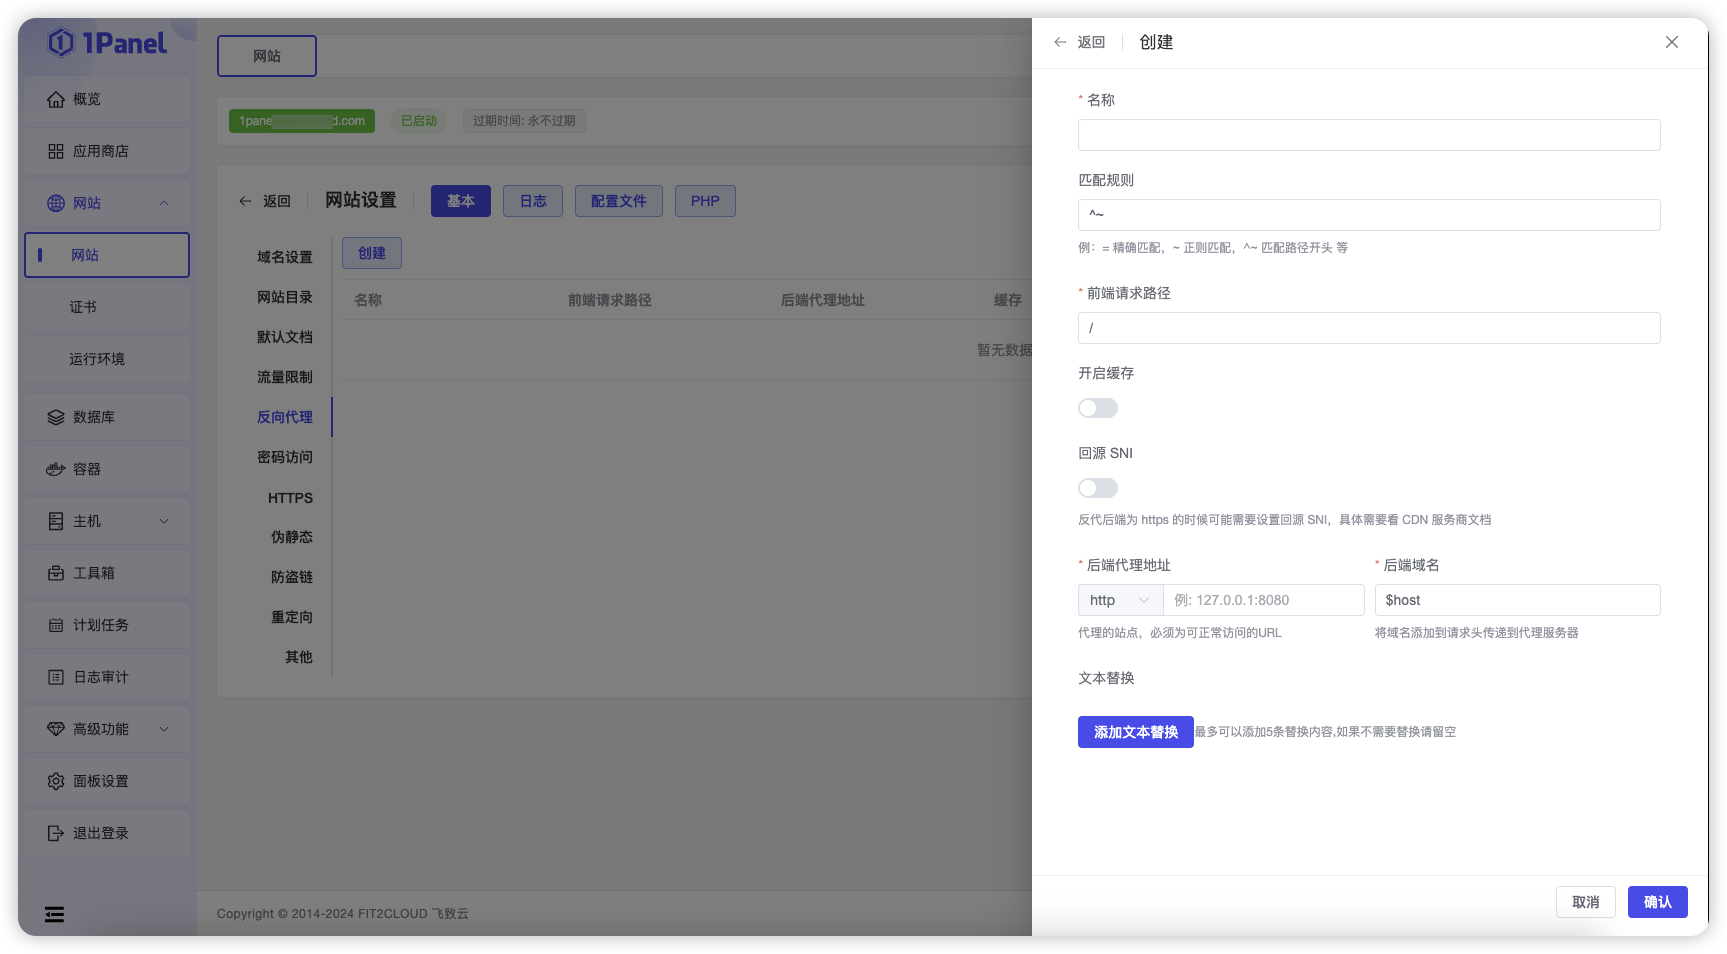 1Panel
概览
应用商店
网站
网站
证书
运行环境
数据库
容器
主机
工具箱
计划任务
日志审计
高级功能
面板设置
退出登录
网站
1pane d.com
已启动
过期时间: 永不过期
返回
网站设置
基本
日志
配置文件
PHP
域名设置
网站目录
默认文档
流量限制
反向代理
密码访问
HTTPS
伪静态
防盗链
重定向
其他
创建
名称 前端请求路径 后端代理地址 缓存
暂无数据
Copyright © 2014-2024 FIT2CLOUD 飞致云
返回
创建
* 名称
匹配规则
^~
例：= 精确匹配，~ 正则匹配，^~ 匹配路径开头 等
* 前端请求路径
/
开启缓存
回源 SNI
反代后端为 https 的时候可能需要设置回源 SNI，具体需要看 CDN 服务商文档
* 后端代理地址 * 后端域名
http 例: 127.0.0.1:8080 $host
代理的站点，必须为可正常访问的URL 将域名添加到请求头传递到代理服务器
文本替换
添加文本替换 最多可以添加5条替换内容,如果不需要替换请留空
取消 确认